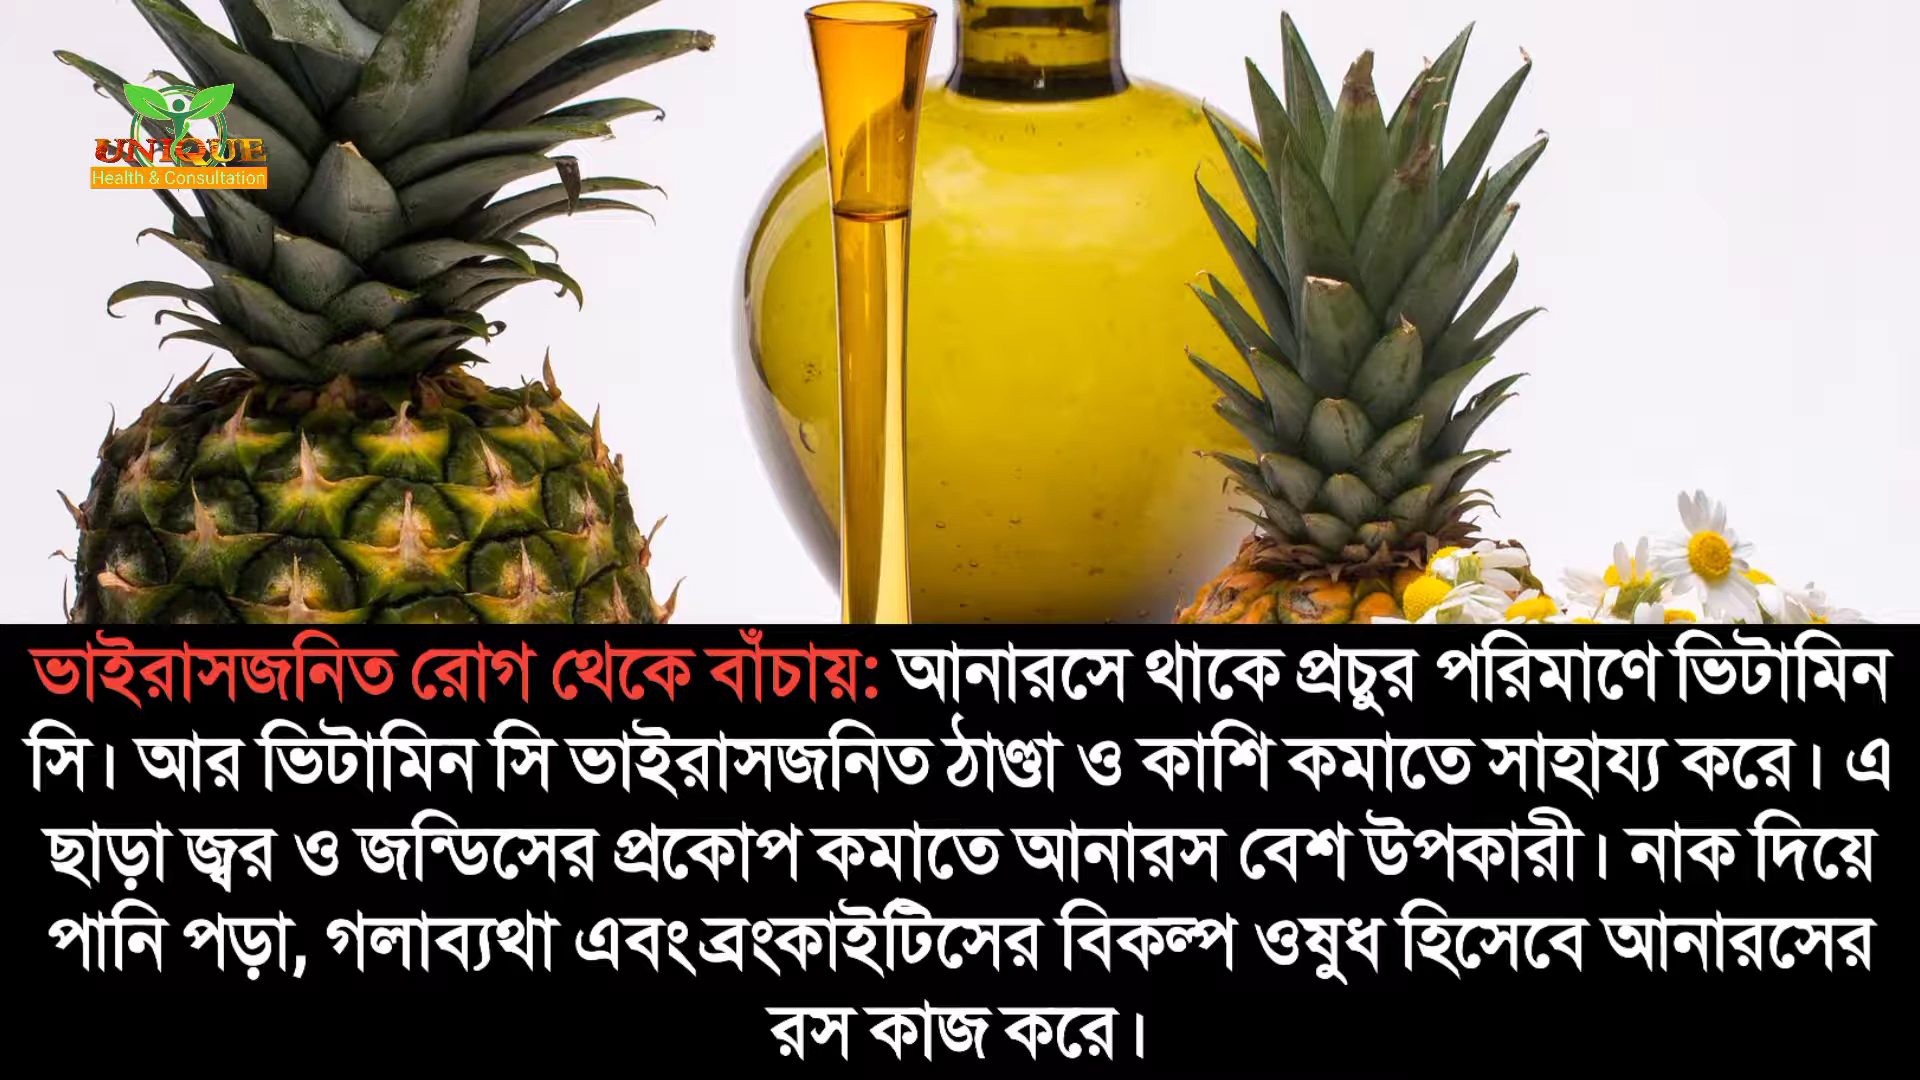 UNIQUE
Health & Consultation
ভাইরাসজনিত রোগ থেকে বাঁচায়: আনারসে থাকে প্রচুর পরিমাণে ভিটামিন
সি। আর ভিটামিন সি ভাইরাসজনিত ঠাণ্ডা ও কাশি কমাতে সাহায্য করে। এ
ছাড়া জ্বর ও জন্ডিসের প্রকোপ কমাতে আনারস বেশ উপকারী। নাক দিয়ে
পানি পড়া, গলাব্যথা এবং ব্রংকাইটিসের বিকল্প ওষুধ হিসেবে আনারসের
রস কাজ করে।